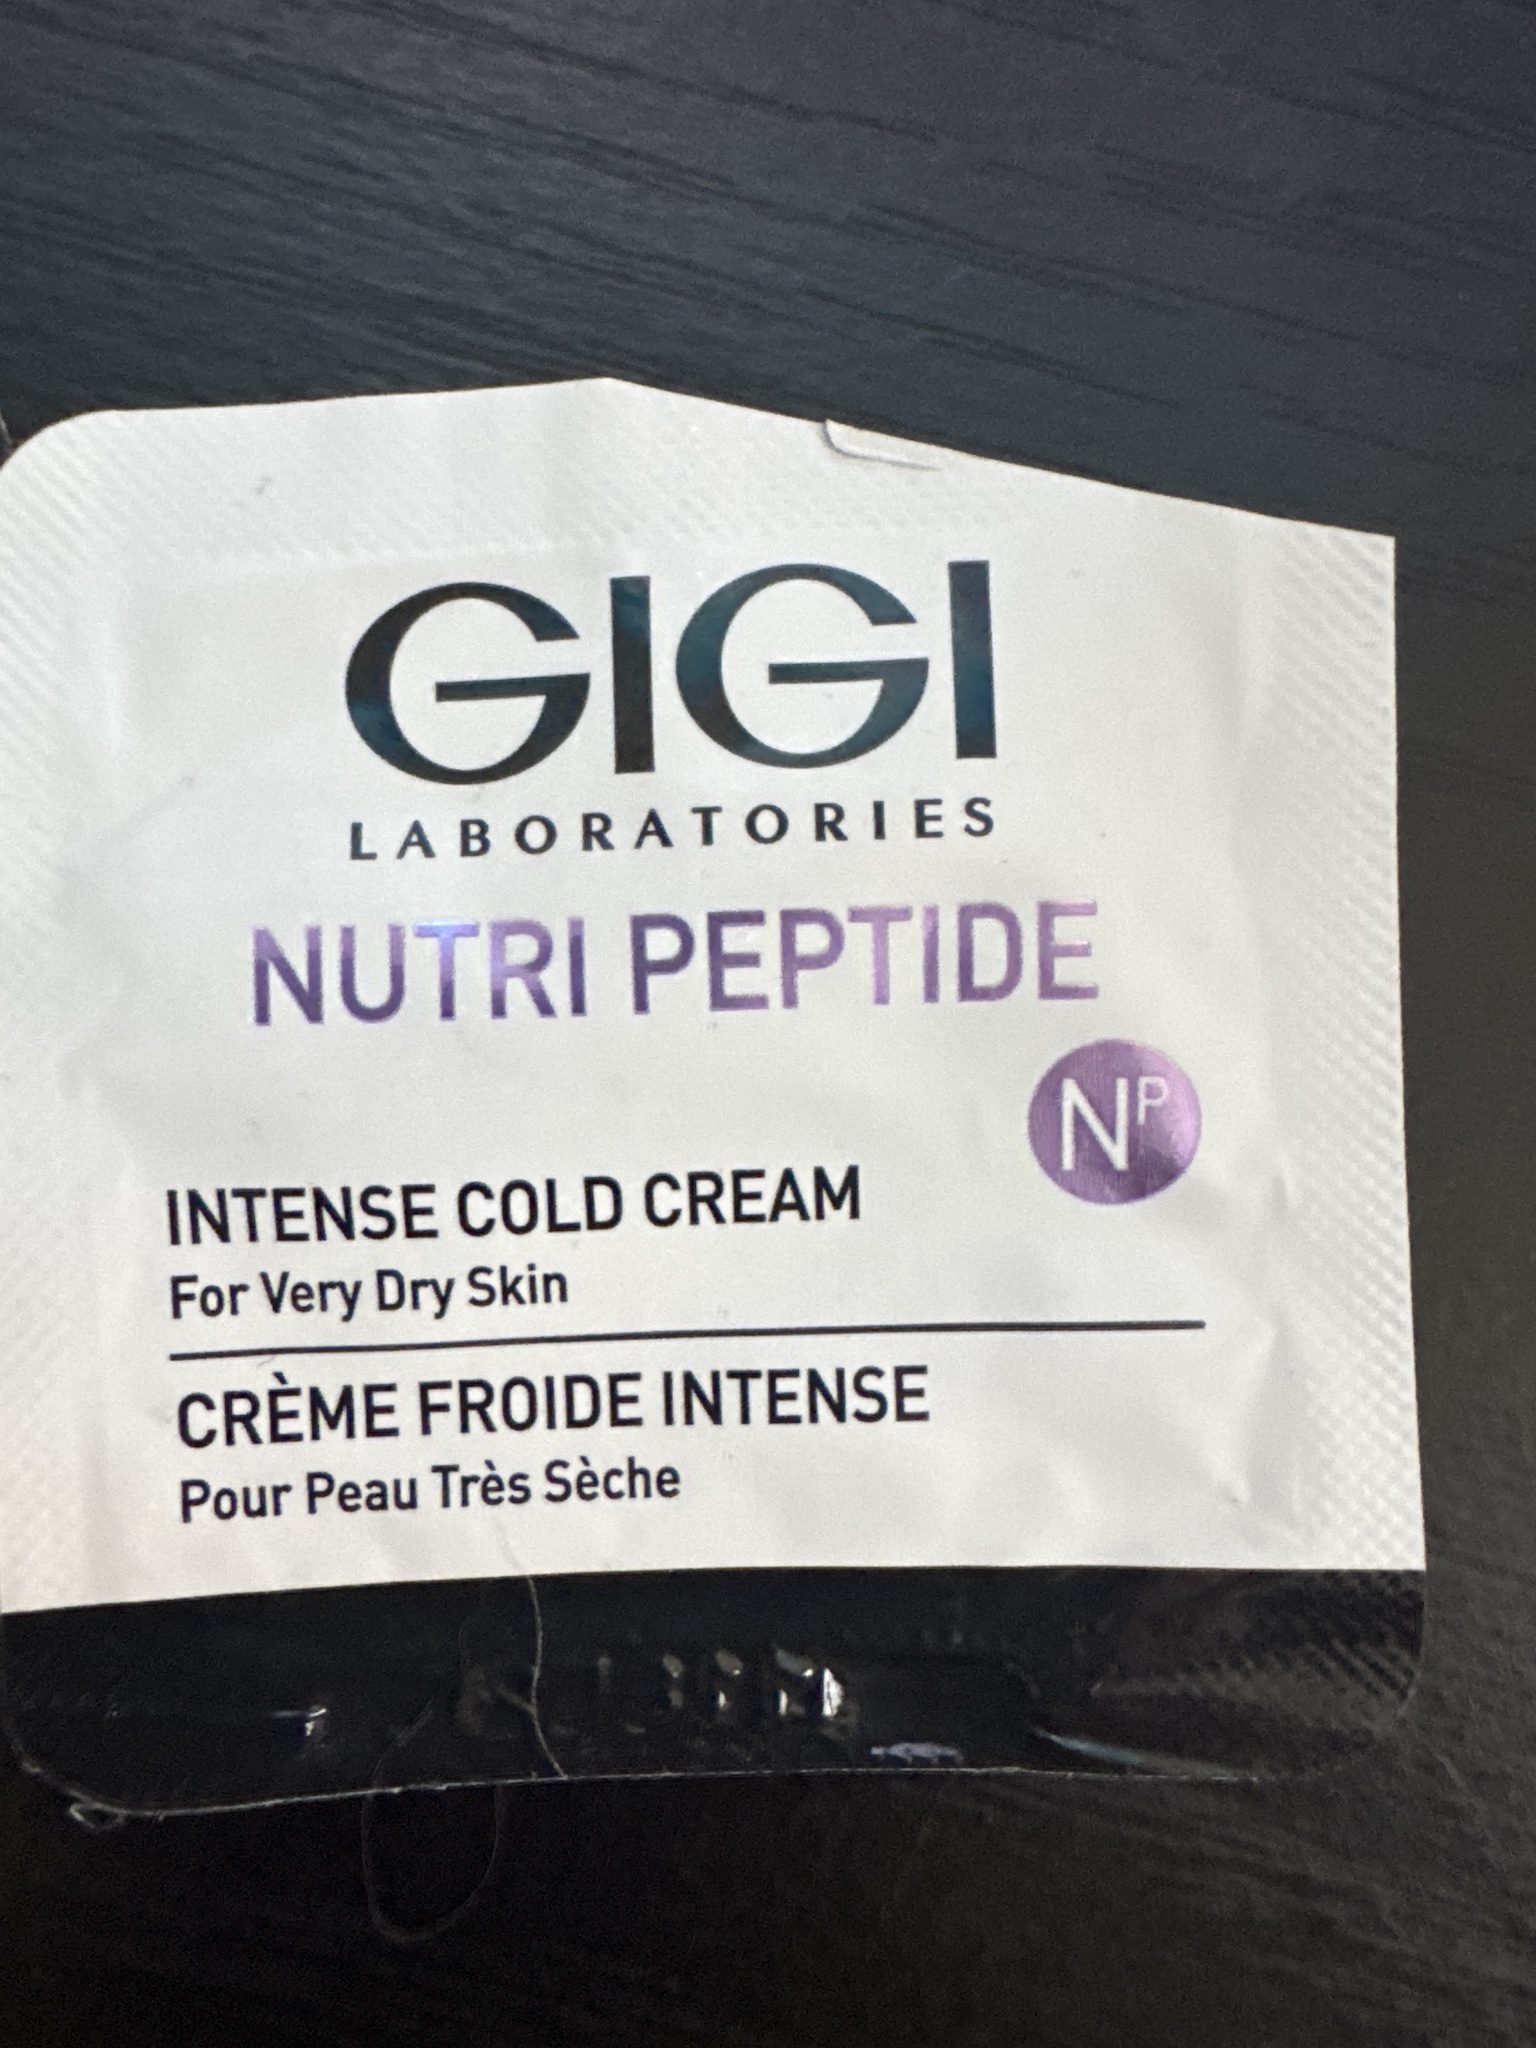 GIGI
LABORATORIES
NUTRI PEPTIDE
NP
INTENSE COLD CREAM
For Very Dry Skin
CRÈME FROIDE INTENSE
Pour Peau Très Sèche